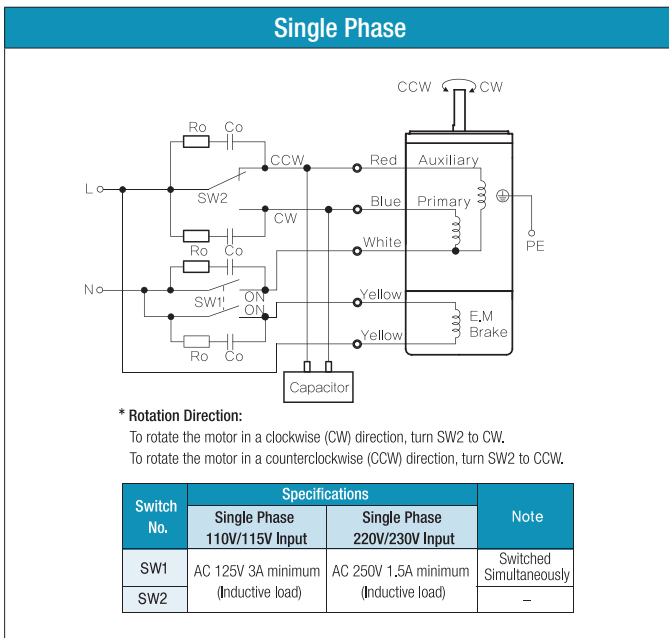 Single Phase
CCW CW
Ro Co
CCW
Red Auxiliary
L
SW2
Blue Primary
CW
Ro Co
White
PE
N
SW1
ON
ON
Yellow
E.M
Brake
Yellow
Ro Co
Capacitor
* Rotation Direction:
To rotate the motor in a clockwise (CW) direction, turn SW2 to CW.
To rotate the motor in a counterclockwise (CCW) direction, turn SW2 to CCW.
Switch No.
Specifications
Note
Single Phase
110V/115V Input
Single Phase
220V/230V Input
SW1
AC 125V 3A minimum
(Inductive load)
AC 250V 1.5A minimum
(Inductive load)
Switched
Simultaneously
SW2
–